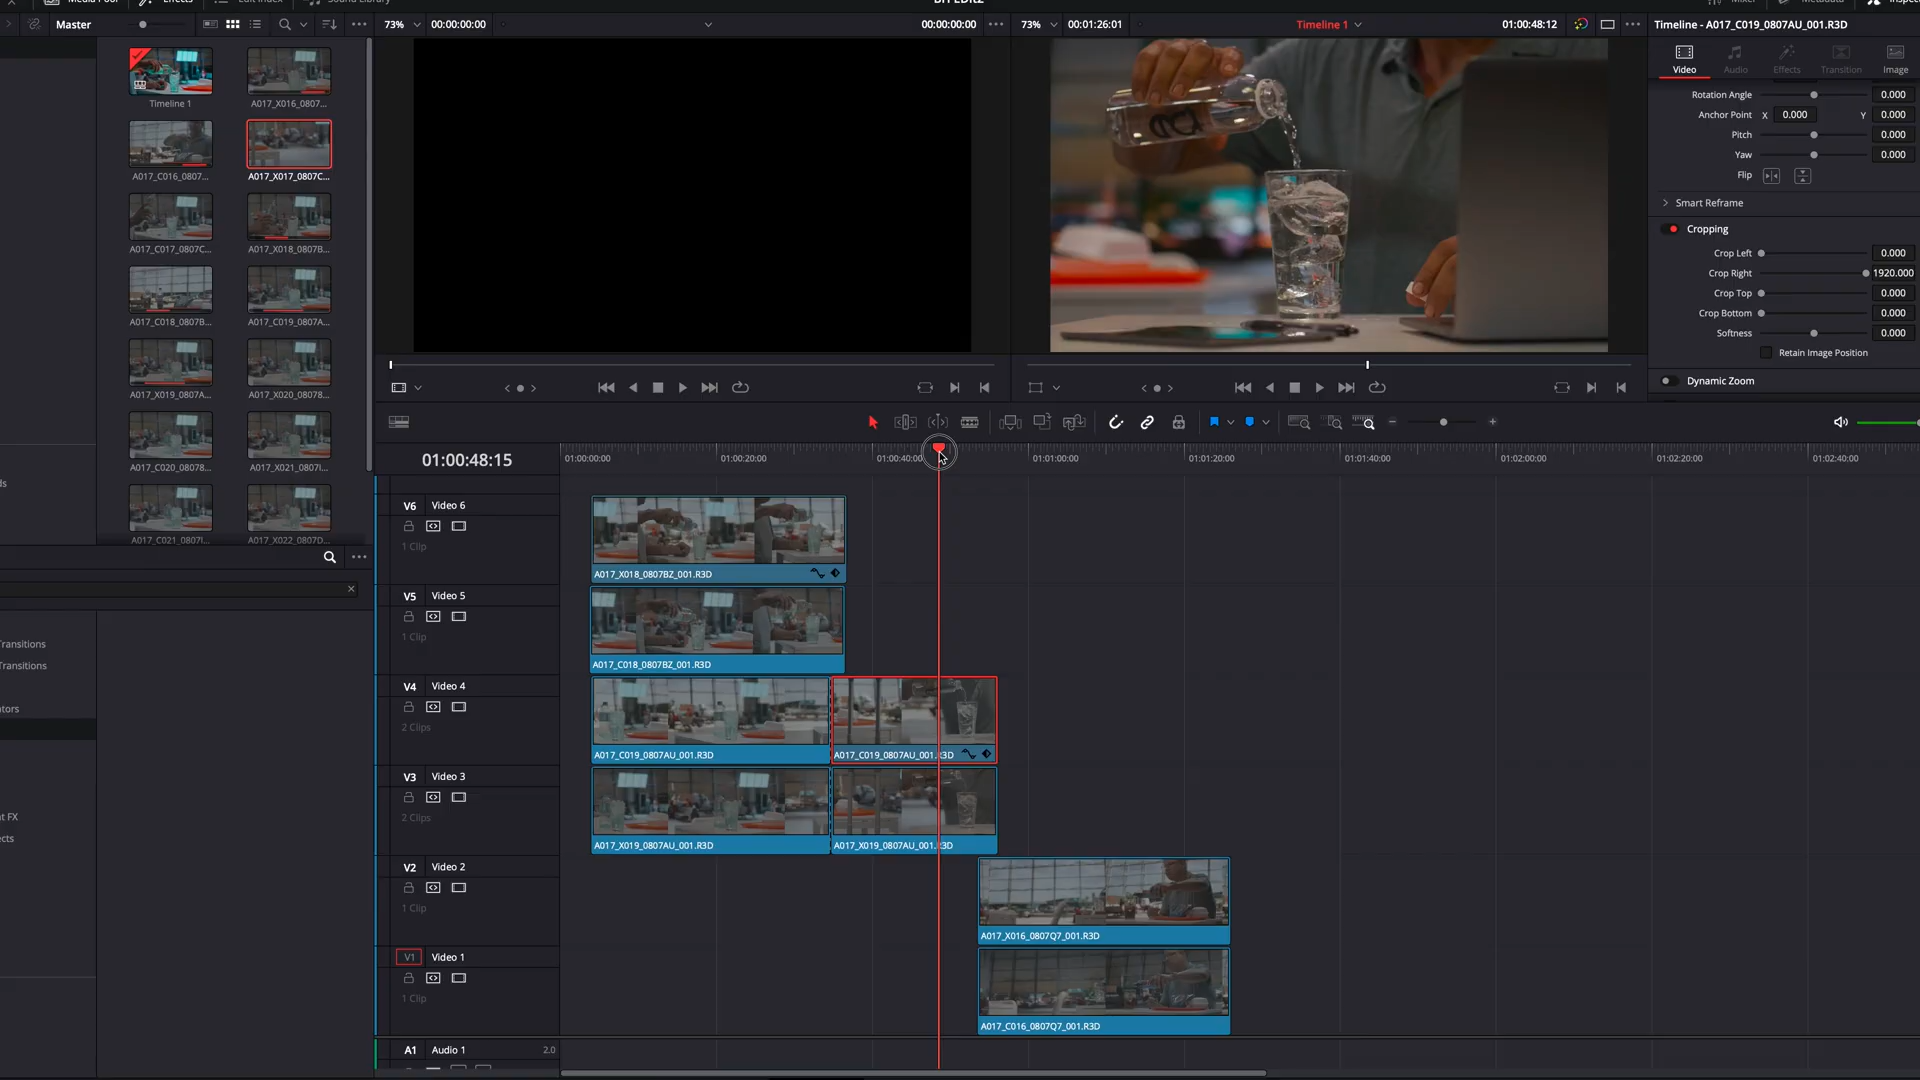 Master
73%
00:00:00:00
00:00:00:00
73%
00:01:26:01
Timeline 1
01:00:48:12
Timeline - A017_C019_0807AU_001.R3D
Video
Audio
Effects
Transition
Image
Timeline 1
A017_X016_0807...
A017_C016_0807...
A017_X017_0807C...
A017_C017_0807C...
A017_X018_0807B...
A017_C018_0807B...
A017_C019_0807A...
A017_X019_0807A...
A017_X020_08078...
A017_C020_08078...
A017_X021_0807I...
A017_C021_0807I...
A017_X022_0807D...
Rotation Angle
0.000
Anchor Point
X
0.000
Y
0.000
Pitch
0.000
Yaw
0.000
Flip
Smart Reframe
Cropping
Crop Left
0.000
Crop Right
1920.000
Crop Top
0.000
Crop Bottom
0.000
Softness
0.000
Retain Image Position
Dynamic Zoom
01:00:48:15
01:00:00:00
01:00:20:00
01:00:40:00
01:01:00:00
01:01:20:00
01:01:40:00
01:02:00:00
01:02:20:00
01:02:40:00
V6
Video 6
1 Clip
A017_X018_0807BZ_001.R3D
V5
Video 5
1 Clip
A017_C018_0807BZ_001.R3D
V4
Video 4
2 Clips
A017_C019_0807AU_001.R3D
A017_C019_0807AU_001.R3D
V3
Video 3
2 Clips
A017_X019_0807AU_001.R3D
A017_X019_0807AU_001.R3D
V2
Video 2
1 Clip
A017_X016_0807Q7_001.R3D
V1
Video 1
1 Clip
A017_C016_0807Q7_001.R3D
A1
Audio 1
2.0
Transitions
Transitions